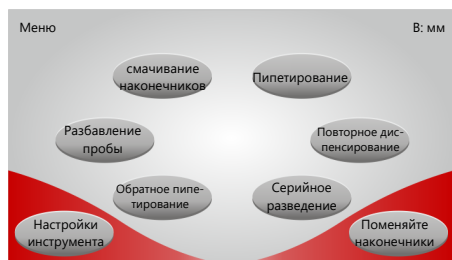 Меню
В: мм
смачивание
наконечников
Пипетирование
Разбавление
пробы
Повторное дис-
пенсирование
Обратное пипе-
тирование
Серийное
разведение
Настройки
инструмента
Поменяйте
наконечники